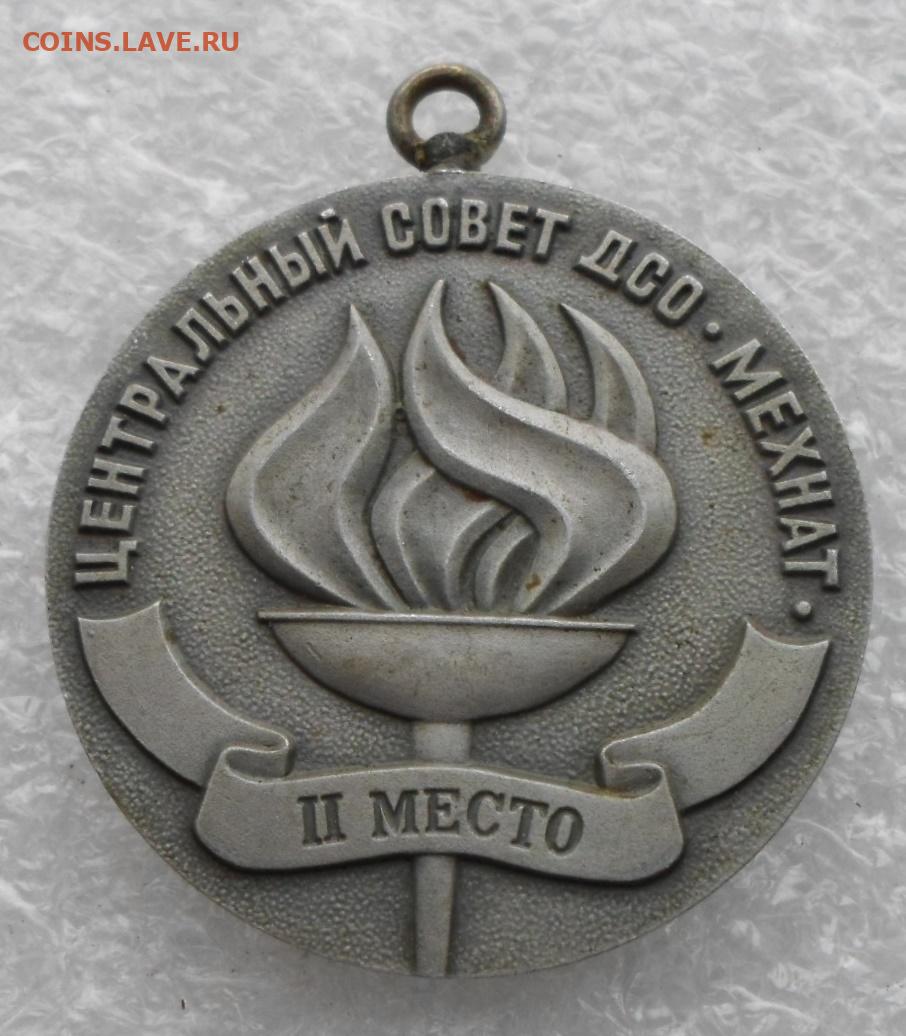 COINS.LAVE.RU
ЦЕНТРАЛЬНЫЙ СОВЕТ ДСО · МЕХНАТ ·
II МЕСТО